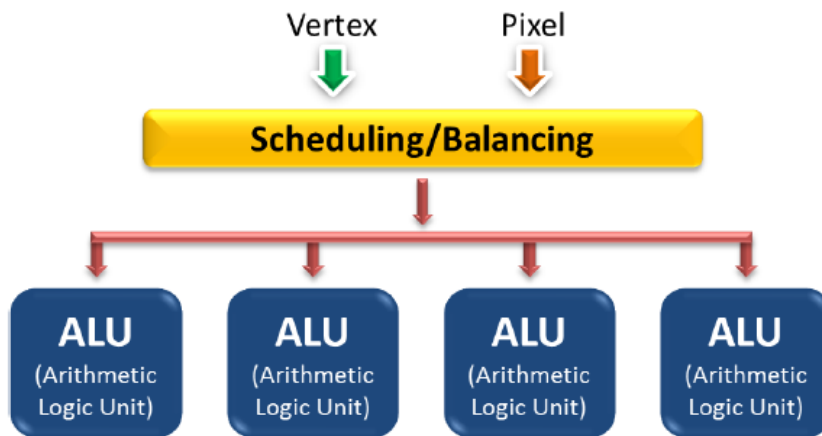 Vertex Pixel
Scheduling/Balancing
ALU ALU ALU ALU
(Arithmetic (Arithmetic (Arithmetic (Arithmetic
Logic Unit) Logic Unit) Logic Unit) Logic Unit)